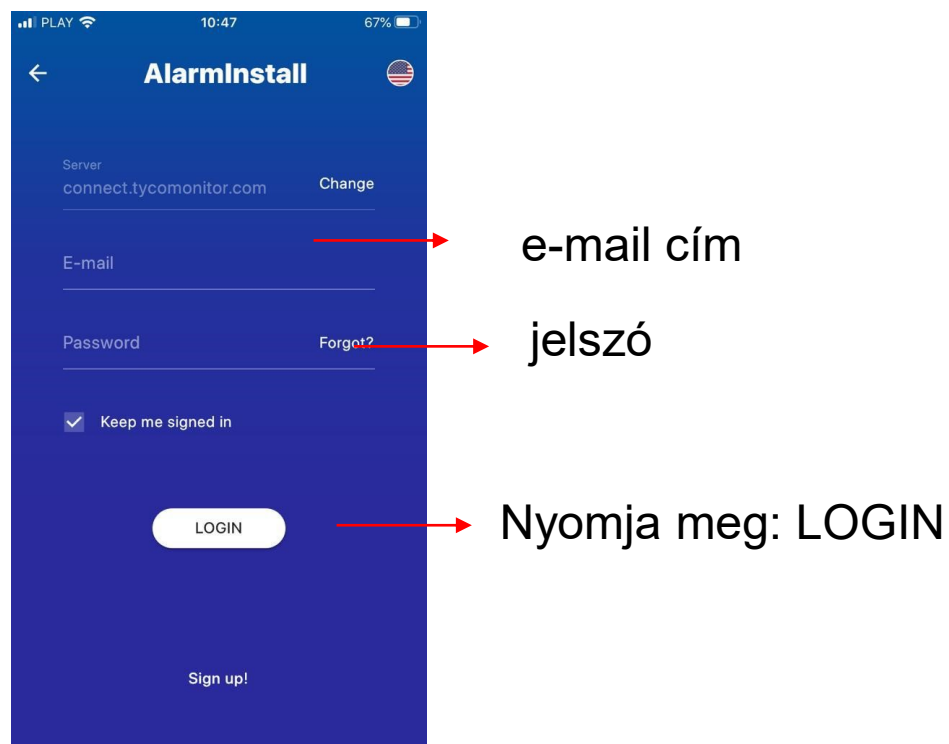 PLAY 10:47 67%
AlarmInstall
Server
connect.tycomonitor.com Change
e-mail cím
E-mail
jelszó
Password Forgot?
Keep me signed in
Nyomja meg: LOGIN
LOGIN
Sign up!